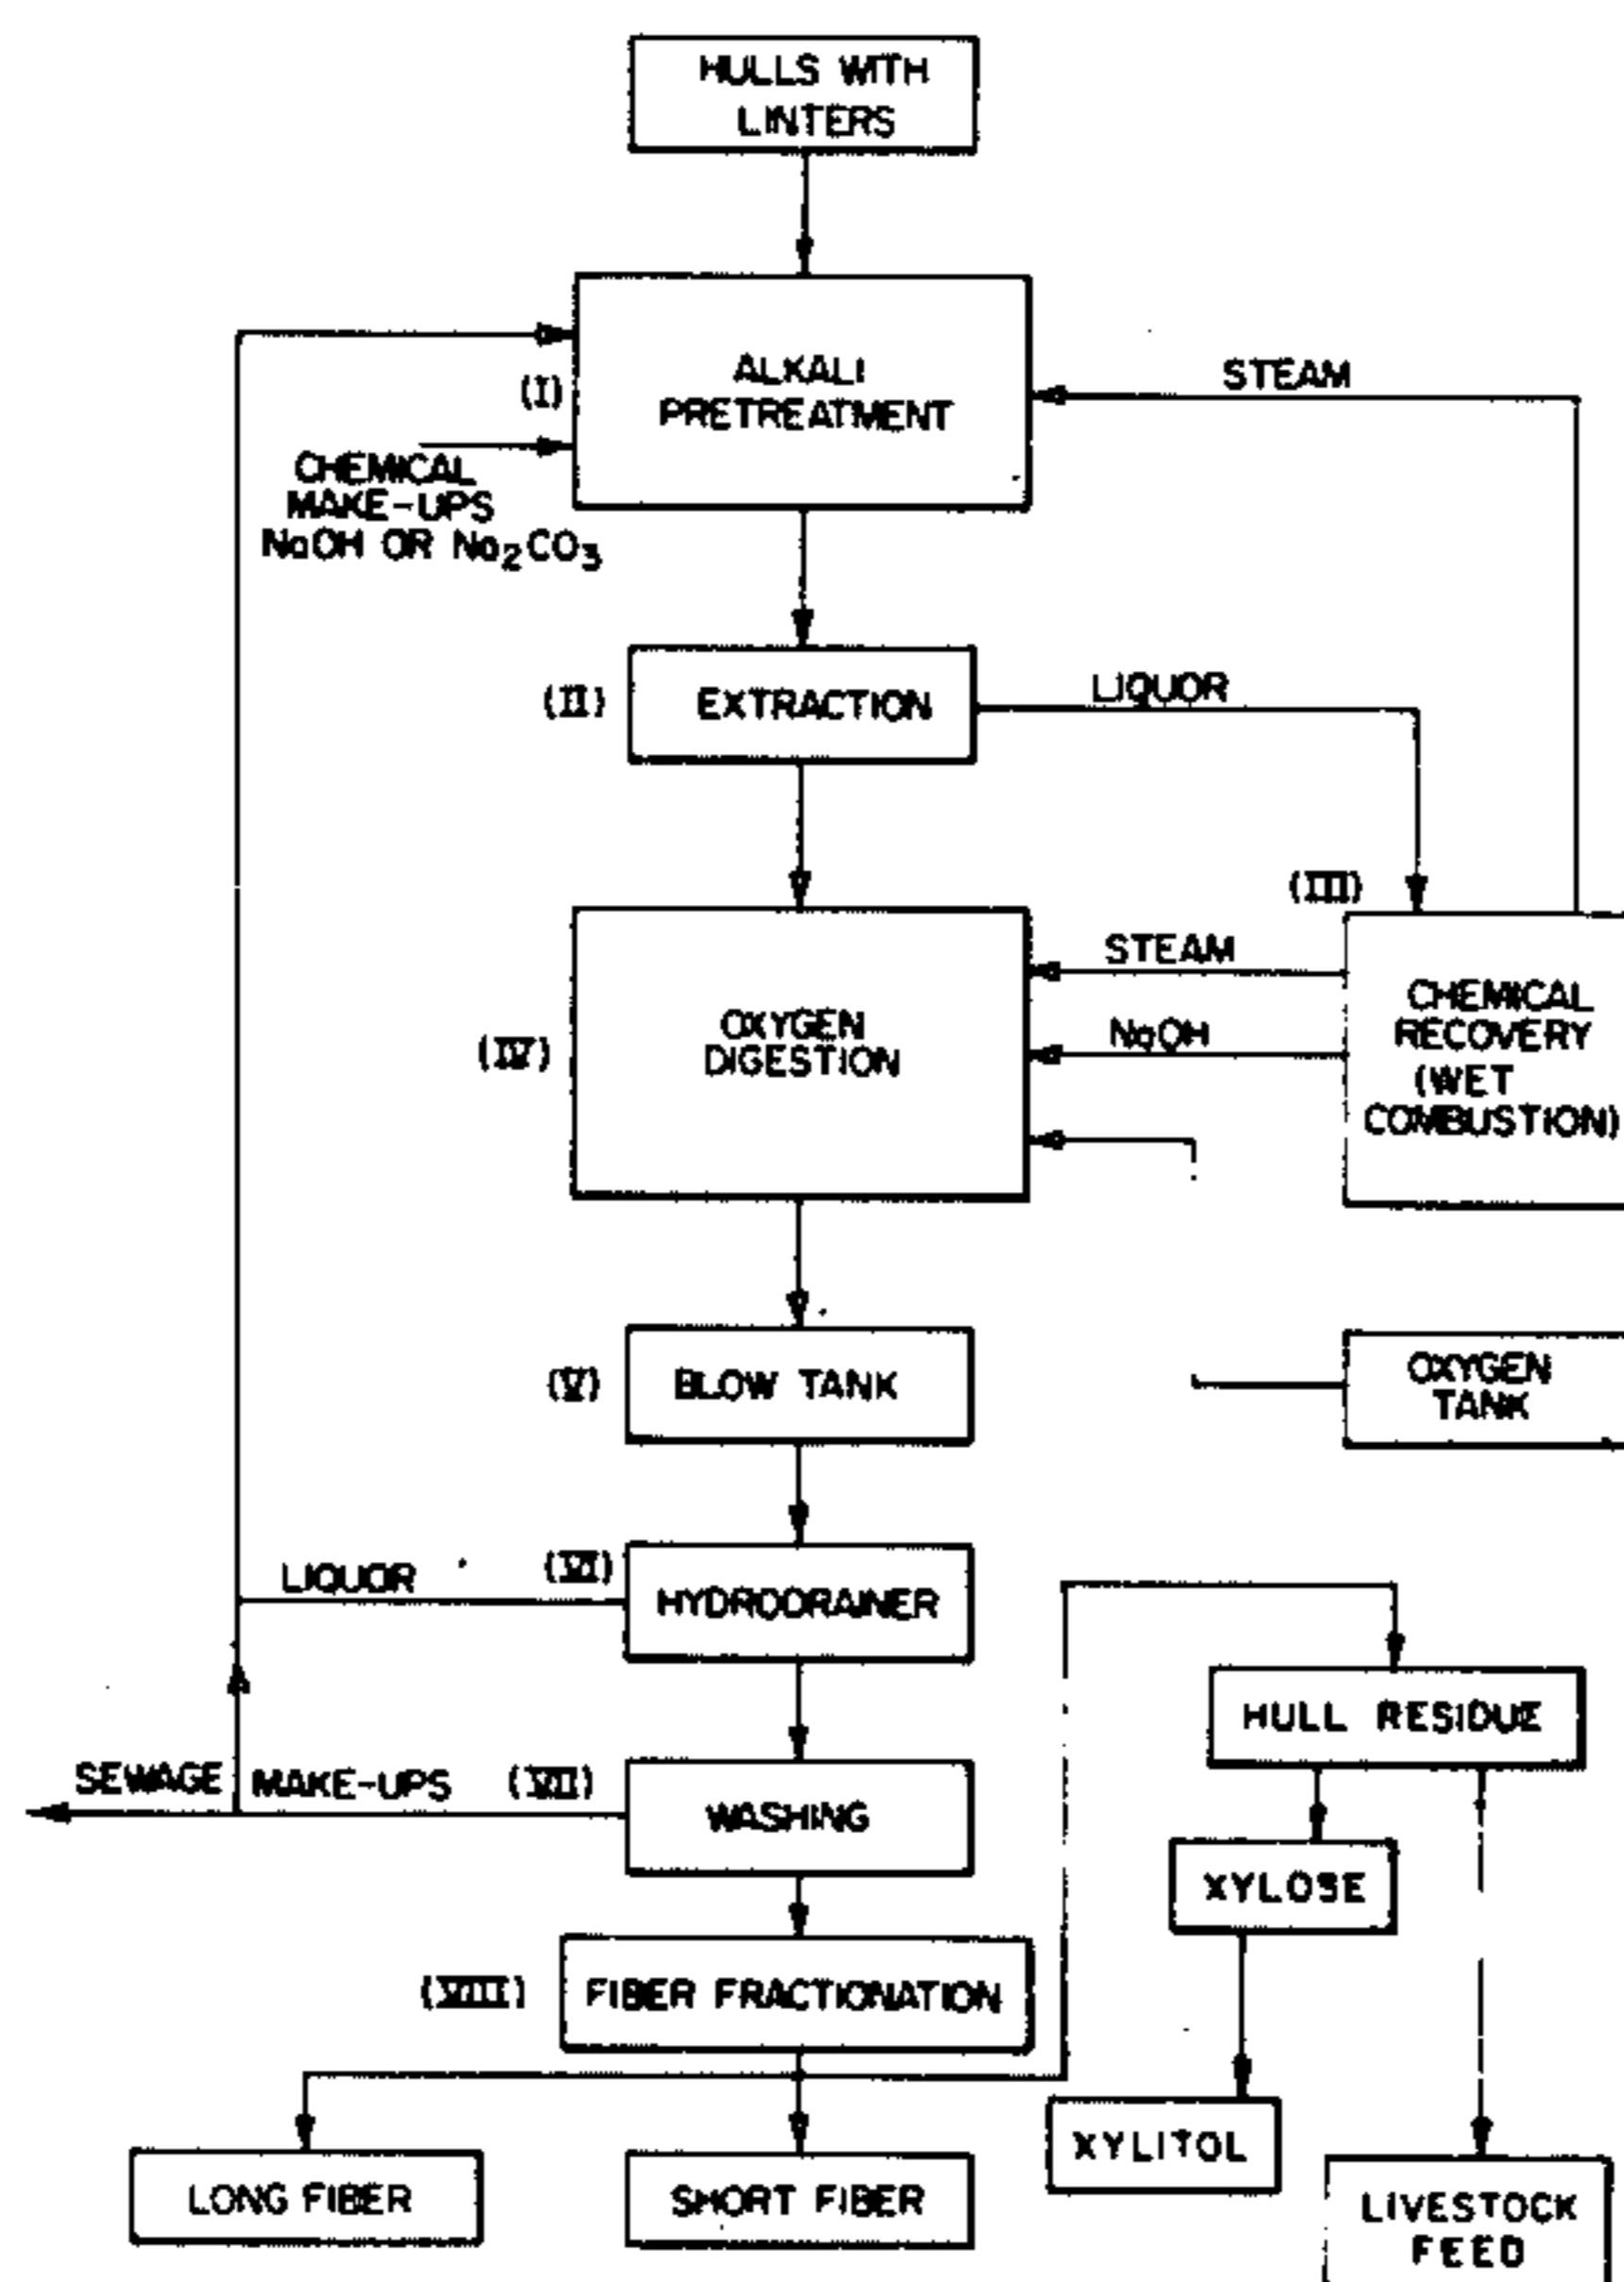 HULLS WITH
LINTERS
ALKALI
PRETREATMENT
STEAM
(I)
CHEMICAL
MAKE-UPS
NaOH OR Na2CO3
(II)
EXTRACTION
LIQUOR
(III)
STEAM
CHEMICAL
RECOVERY
(WET
COMBUSTION)
NaOH
(IV)
OXYGEN
DIGESTION
(V)
BLOW TANK
OXYGEN
TANK
LIQUOR
(VI)
HYDRODRAINER
HULL RESIDUE
SEWAGE
MAKE-UPS
(VII)
WASHING
XYLOSE
(VIII)
FIBER FRACTIONATION
XYLITOL
LONG FIBER
SHORT FIBER
LIVESTOCK
FEED